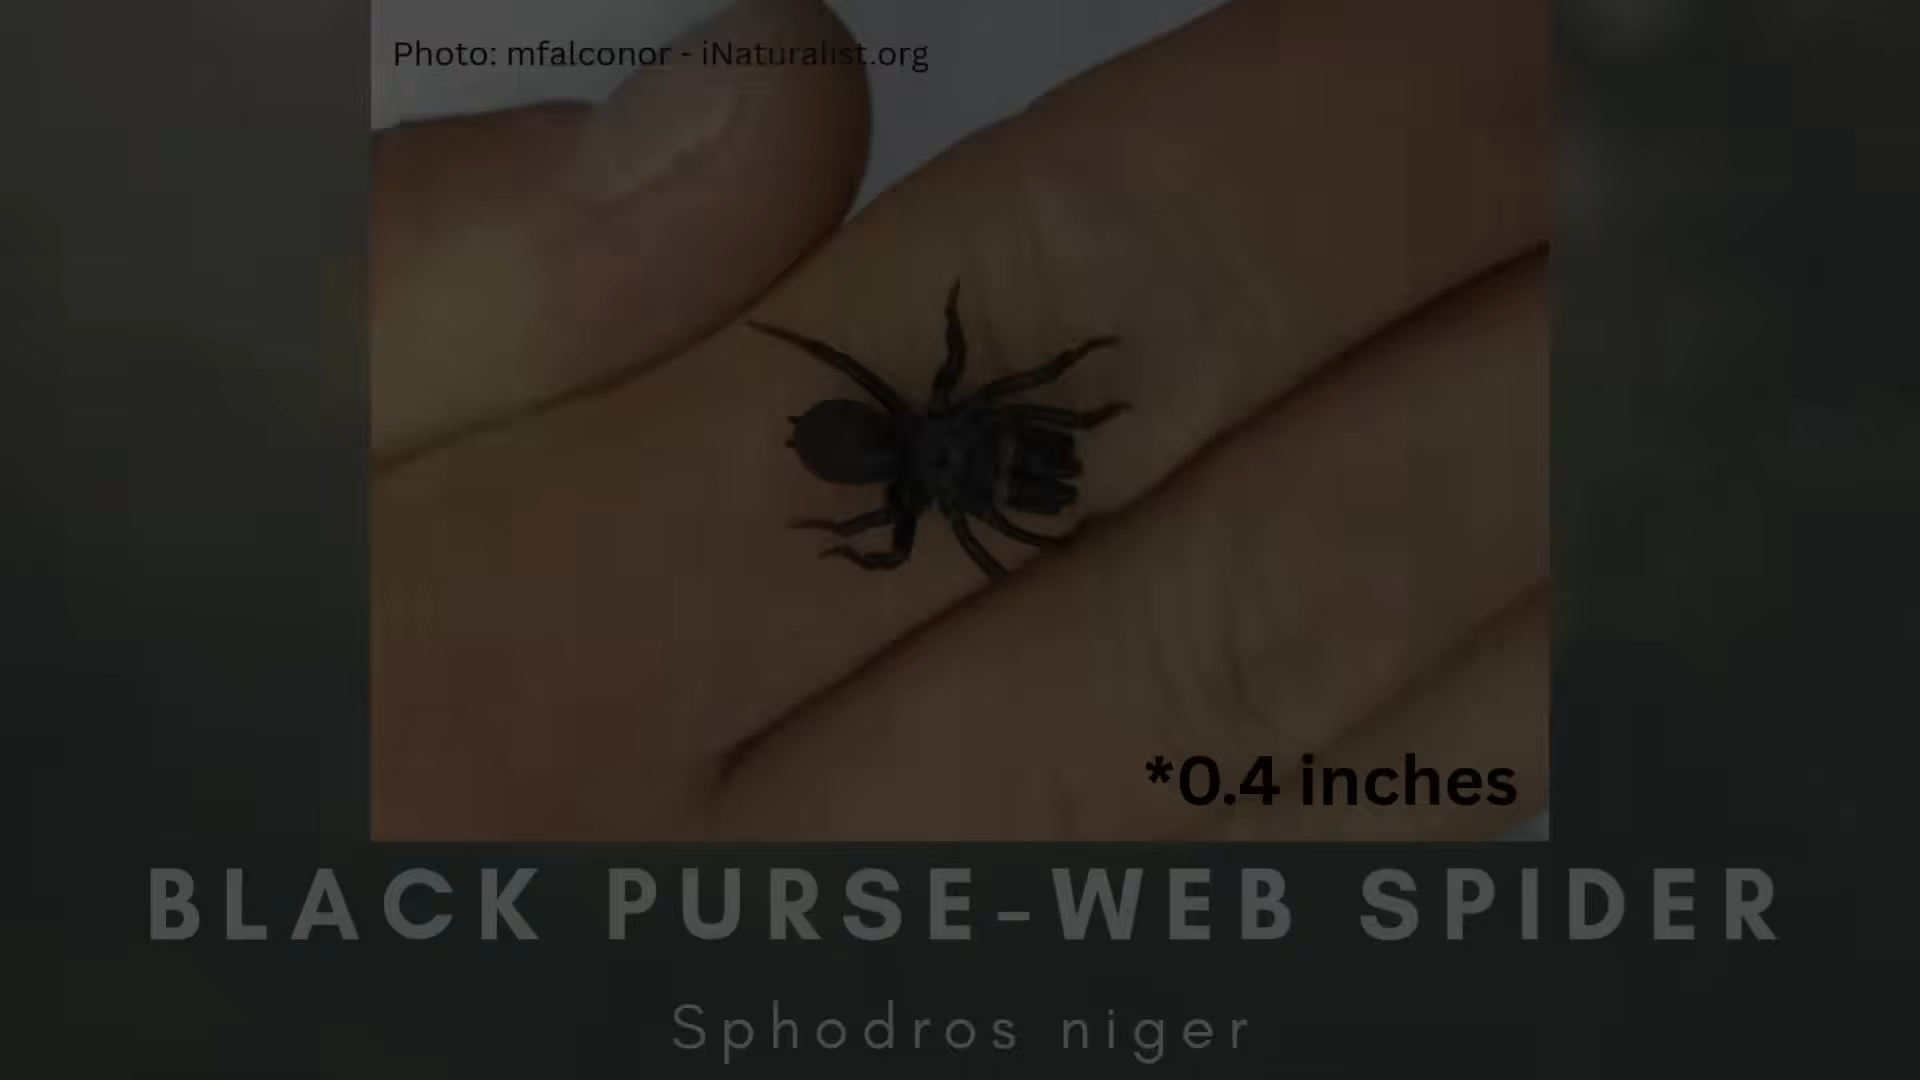 Photo: mfalconor - iNaturalist.org
*0.4 inches
BLACK PURSE-WEB SPIDER
Sphodros niger